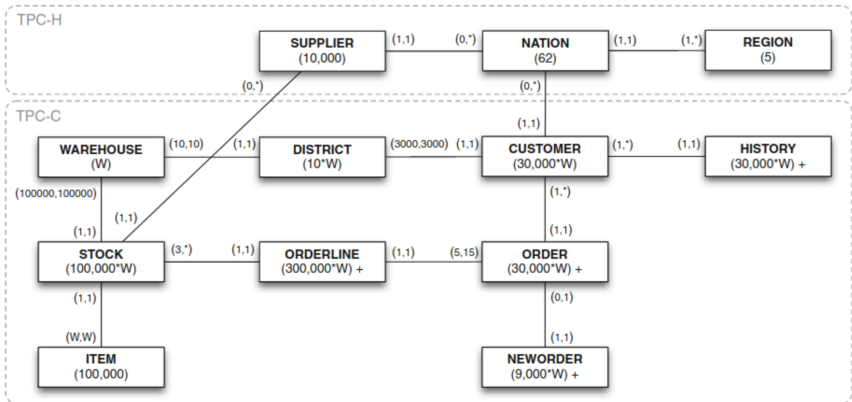 TPC-H
SUPPLIER
(10,000)
(1,1)
(0,*)
NATION
(62)
(1,1)
(1,*)
REGION
(5)
(0,*)
(0,*)
TPC-C
(1,1)
WAREHOUSE
(W)
(10,10)
(1,1)
DISTRICT
(10*W)
(3000,3000)
(1,1)
CUSTOMER
(30,000*W)
(1,*)
(1,1)
HISTORY
(30,000*W) +
(100000,100000)
(1,1)
(1,*)
(1,1)
(1,1)
STOCK
(100,000*W)
(3,*)
(1,1)
ORDERLINE
(300,000*W) +
(1,1)
(5,15)
ORDER
(30,000*W) +
(1,1)
(0,1)
(W,W)
(1,1)
ITEM
(100,000)
NEWORDER
(9,000*W) +